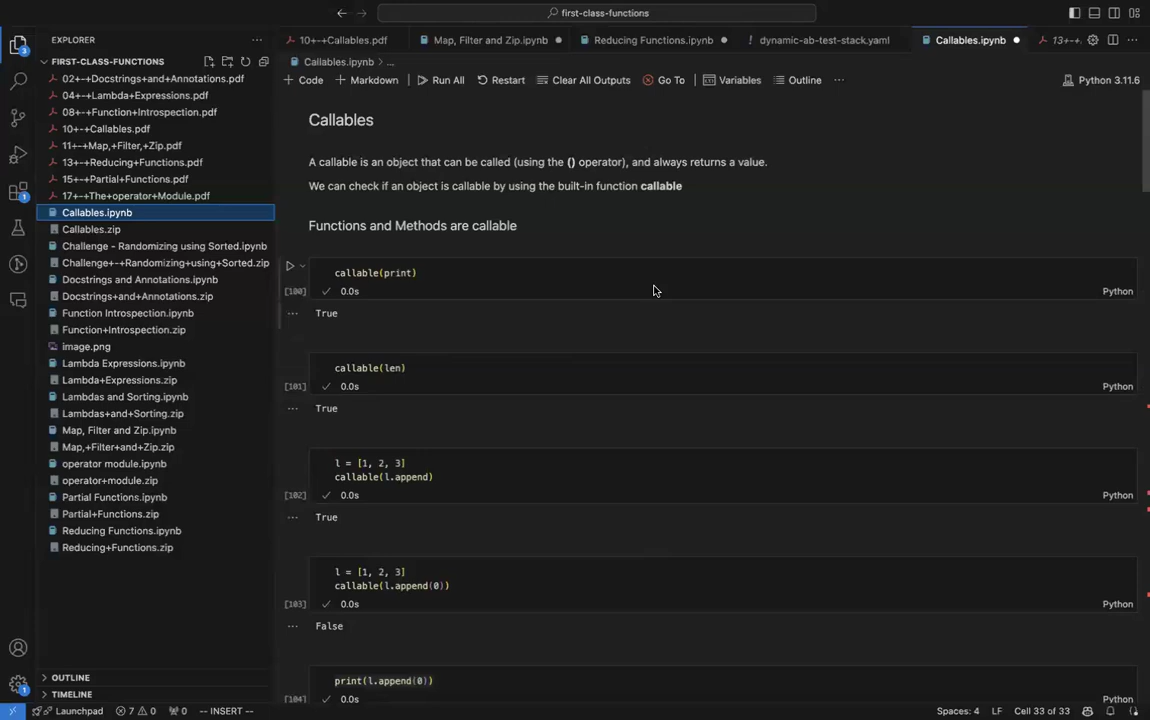 first-class-functions
3
EXPLORER
10+-+Callables.pdf
Map, Filter and Zip.ipynb
Reducing Functions.ipynb
dynamic-ab-test-stack.yaml
Callables.ipynb
13+-+.
FIRST-CLASS-FUNCTIONS
Callables.ipynb > ...
02+-+Docstrings+and+Annotations.pdf
+ Code + Markdown Run All Restart Clear All Outputs Go To Variables Outline ... Python 3.11.6
04+-+Lambda+Expressions.pdf
08+-+Function+Introspection.pdf
10+-+Callables.pdf
11+-+Map,+Filter,+Zip.pdf
13+-+Reducing+Functions.pdf
15+-+Partial+Functions.pdf
17+-+The+operator+Module.pdf
Callables.ipynb
Callables.zip
Challenge - Randomizing using Sorted.ipynb
Challenge+-+Randomizing+using+Sorted.zip
Docstrings and Annotations.ipynb
Docstrings+and+Annotations.zip
Function Introspection.ipynb
Function+Introspection.zip
image.png
Lambda Expressions.ipynb
Lambda+Expressions.zip
Lambdas and Sorting.ipynb
Lambdas+and+Sorting.zip
Map, Filter and Zip.ipynb
Map,+Filter+and+Zip.zip
operator module.ipynb
operator+module.zip
Partial Functions.ipynb
Partial+Functions.zip
Reducing Functions.ipynb
Reducing+Functions.zip
1
OUTLINE
TIMELINE
1
Callables
A callable is an object that can be called (using the () operator), and always returns a value.
We can check if an object is callable by using the built-in function callable
Functions and Methods are callable
callable(print)
[100] 0.0s Python
True
callable(len)
[101] 0.0s Python
True
l = [1, 2, 3]
callable(l.append)
[102] 0.0s Python
True
l = [1, 2, 3]
callable(l.append(0))
[103] 0.0s Python
False
print(l.append(0))
[104] 0.0s Python
Launchpad 7 0 0 -- INSERT -- Spaces: 4 LF Cell 33 of 33